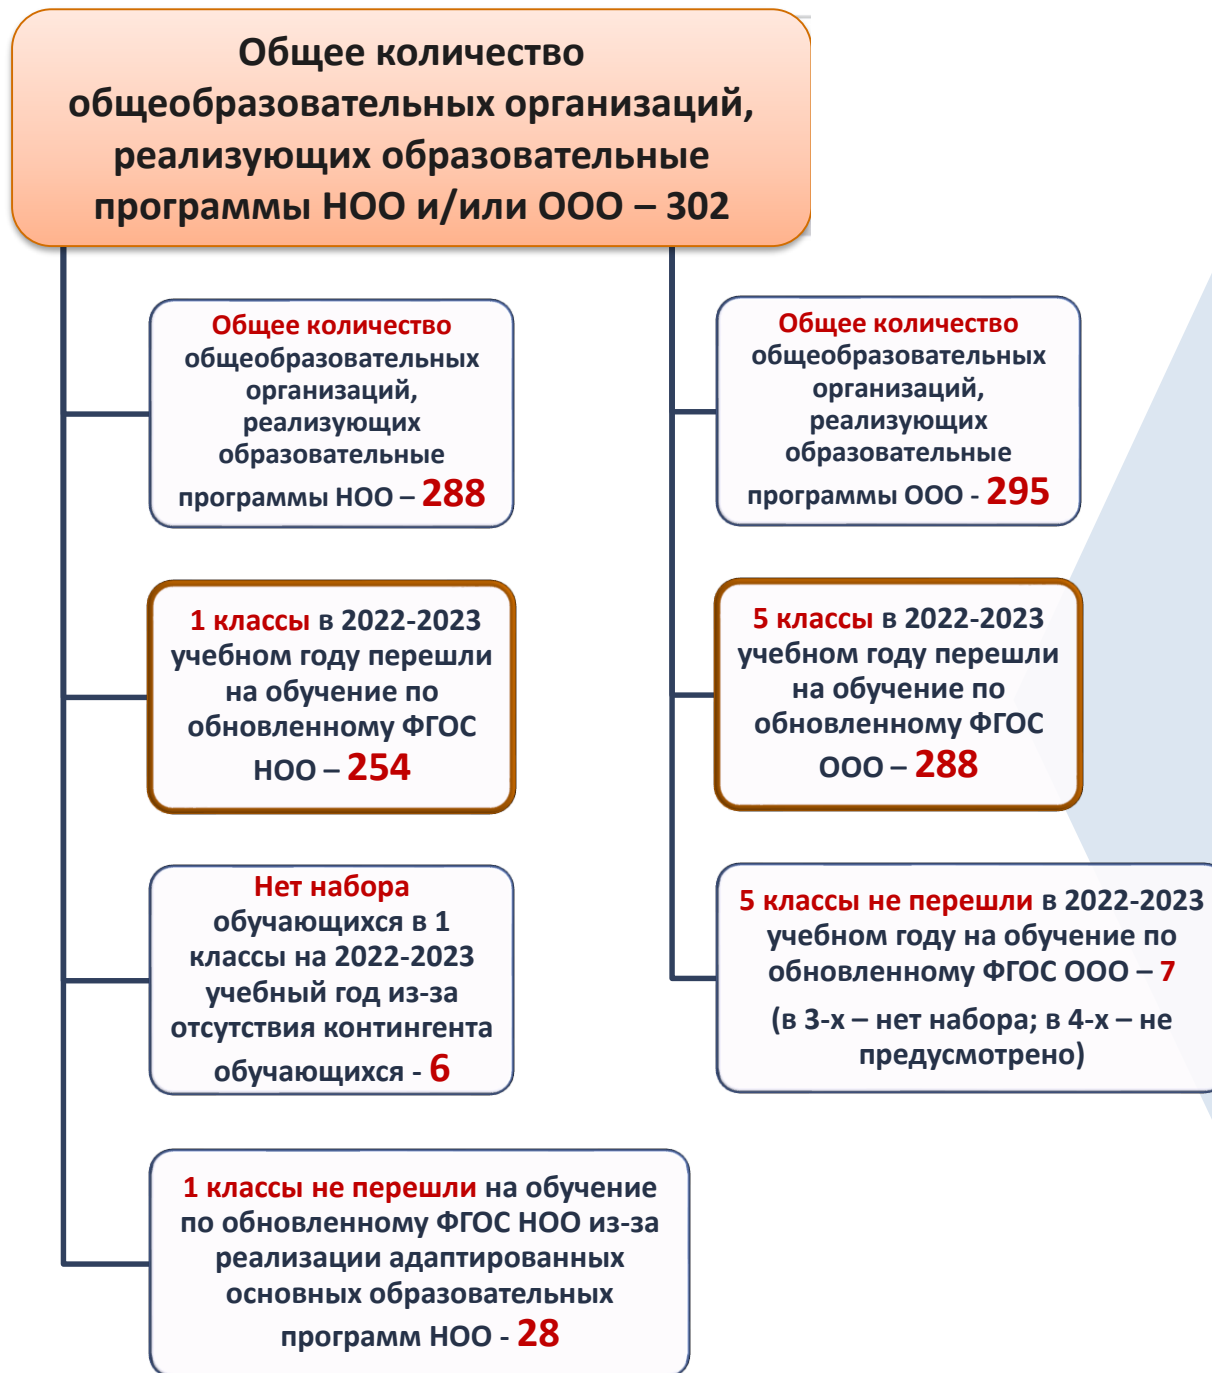 Общее количество
общеобразовательных организаций,
реализующих образовательные
программы НОО и/или ООО – 302
Общее количество
общеобразовательных
организаций,
реализующих
образовательные
программы НОО – 288
1 классы в 2022-2023
учебном году перешли
на обучение по
обновленному ФГОС
НОО – 254
Нет набора
обучающихся в 1
классы на 2022-2023
учебный год из-за
отсутствия контингента
обучающихся - 6
1 классы не перешли на обучение
по обновленному ФГОС НОО из-за
реализации адаптированных
основных образовательных
программ НОО - 28
Общее количество
общеобразовательных
организаций,
реализующих
образовательные
программы ООО - 295
5 классы в 2022-2023
учебном году перешли
на обучение по
обновленному ФГОС
ООО – 288
5 классы не перешли в 2022-2023
учебном году на обучение по
обновленному ФГОС ООО – 7
(в 3-х – нет набора; в 4-х – не
предусмотрено)